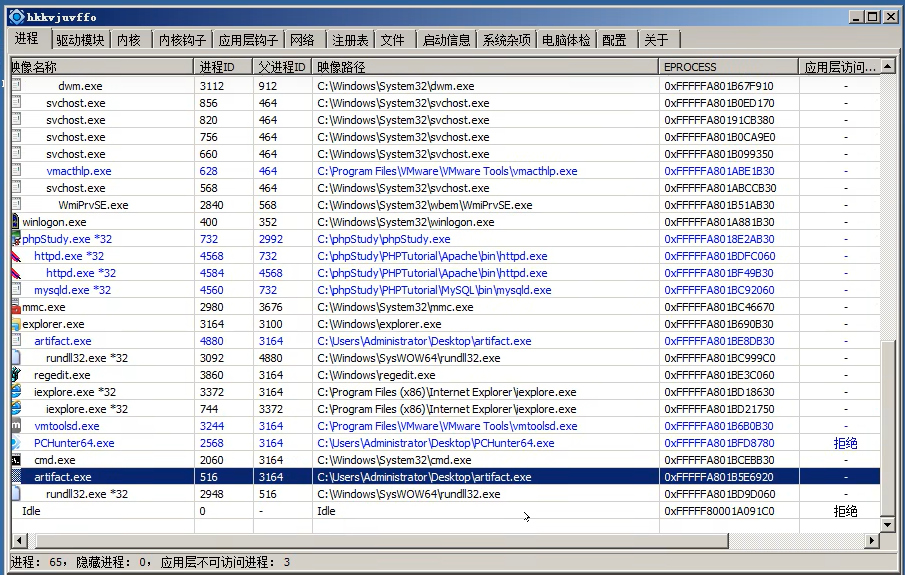 hkkvjuvffo
进程 驱动模块 内核 内核钩子 应用层钩子 网络 注册表 文件 启动信息 系统杂项 电脑体检 配置 关于
映像名称 进程ID 父进程ID 映像路径 EPROCESS 应用层访问...
dwm.exe 3112 912 C:\Windows\System32\dwm.exe 0xFFFFFA801B67F910 -
svchost.exe 856 464 C:\Windows\System32\svchost.exe 0xFFFFFA801B0ED170 -
svchost.exe 820 464 C:\Windows\System32\svchost.exe 0xFFFFFA80191CB380 -
svchost.exe 756 464 C:\Windows\System32\svchost.exe 0xFFFFFA801B0CA9E0 -
svchost.exe 660 464 C:\Windows\System32\svchost.exe 0xFFFFFA801B099350 -
vmacthlp.exe 628 464 C:\Program Files\VMware\VMware Tools\vmacthlp.exe 0xFFFFFA801ABE1B30 -
svchost.exe 568 464 C:\Windows\System32\svchost.exe 0xFFFFFA801ABCCB30 -
WmiPrvSE.exe 2840 568 C:\Windows\System32\wbem\WmiPrvSE.exe 0xFFFFFA801B51AB30 -
winlogon.exe 400 352 C:\Windows\System32\winlogon.exe 0xFFFFFA801A881B30 -
phpStudy.exe *32 732 2992 C:\phpStudy\phpStudy.exe 0xFFFFFA8018E2AB30 -
httpd.exe *32 4568 732 C:\phpStudy\PHPTutorial\Apache\bin\httpd.exe 0xFFFFFA801BDFC060 -
httpd.exe *32 4584 4568 C:\phpStudy\PHPTutorial\Apache\bin\httpd.exe 0xFFFFFA801BF49B30 -
mysqld.exe *32 4560 732 C:\phpStudy\PHPTutorial\MySQL\bin\mysqld.exe 0xFFFFFA801BC92060 -
mmc.exe 2980 3676 C:\Windows\System32\mmc.exe 0xFFFFFA801BC46670 -
explorer.exe 3164 3100 C:\Windows\explorer.exe 0xFFFFFA801B690B30 -
artifact.exe 4880 3164 C:\Users\Administrator\Desktop\artifact.exe 0xFFFFFA801BE8DB30 -
rundll32.exe *32 3092 4880 C:\Windows\SysWOW64\rundll32.exe 0xFFFFFA801BC999C0 -
regedit.exe 3860 3164 C:\Windows\regedit.exe 0xFFFFFA801BE3C060 -
iexplore.exe *32 3372 3164 C:\Program Files (x86)\Internet Explorer\iexplore.exe 0xFFFFFA801BD18630 -
iexplore.exe *32 744 3372 C:\Program Files (x86)\Internet Explorer\iexplore.exe 0xFFFFFA801BD21750 -
vmtoolsd.exe 3244 3164 C:\Program Files\VMware\VMware Tools\vmtoolsd.exe 0xFFFFFA801B6B0B30 -
PCHunter64.exe 2568 3164 C:\Users\Administrator\Desktop\PCHunter64.exe 0xFFFFFA801BFD8780 拒绝
cmd.exe 2060 3164 C:\Windows\System32\cmd.exe 0xFFFFFA801BCEBB30 -
artifact.exe 516 3164 C:\Users\Administrator\Desktop\artifact.exe 0xFFFFFA801B5E6920 -
rundll32.exe *32 2948 516 C:\Windows\SysWOW64\rundll32.exe 0xFFFFFA801BD9D060 -
Idle 0 - Idle 0xFFFFF80001A091C0 拒绝
进程: 65, 隐藏进程: 0, 应用层不可访问进程: 3